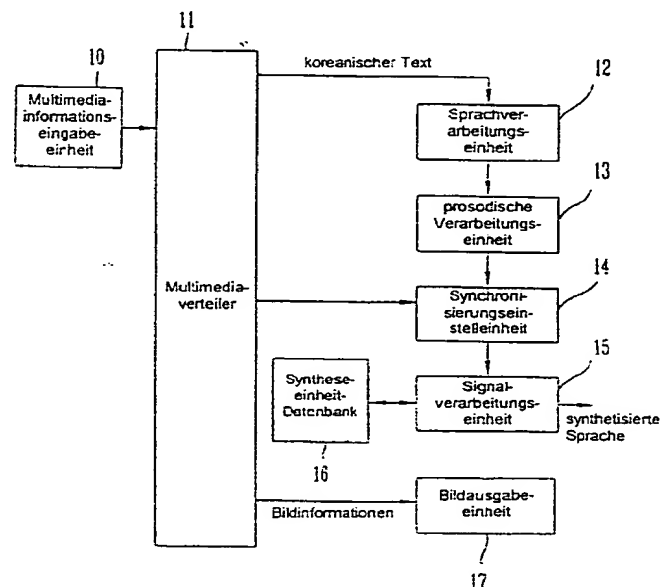 11
koreanischer Text
10
12
Multimedia-
informations-
eingabe-
einheit
Sprachver-
arbeitungs-
einheit
13
prosodische
Verarbeitungs-
einheit
14
Multimedia-
verteiler
Synchroni-
sierungsein-
stelleinheit
15
Synthese-
einheit-
Datenbank
Signal-
verarbeitungs-
einheit
synthetisierte
Sprache
16
Bildinformationen
Bildausgabe-
einheit
17